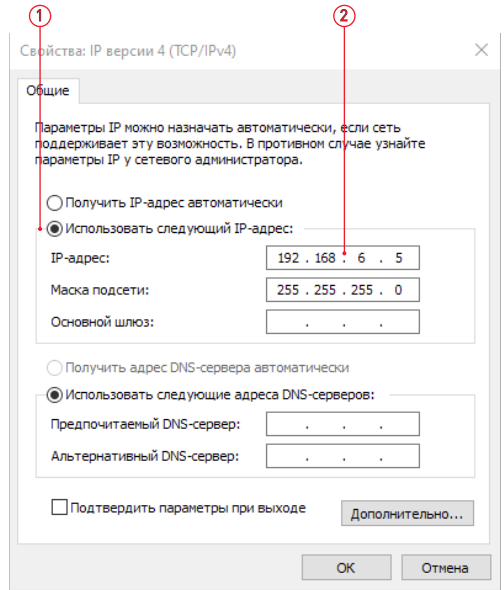 ① ②
Свойства: IP версии 4 (TCP/IPv4)
Общие
Параметры IP можно назначать автоматически, если сеть
поддерживает эту возможность. В противном случае узнайте
параметры IP у сетевого администратора.
Получить IP-адрес автоматически
Использовать следующий IP-адрес:
IP-адрес: 192 . 168 . 6 . 5
Маска подсети: 255 . 255 . 255 . 0
Основной шлюз: . . .
Получить адрес DNS-сервера автоматически
Использовать следующие адреса DNS-серверов:
Предпочитаемый DNS-сервер: . . .
Альтернативный DNS-сервер: . . .
Подтвердить параметры при выходе
Дополнительно...
OK Отмена